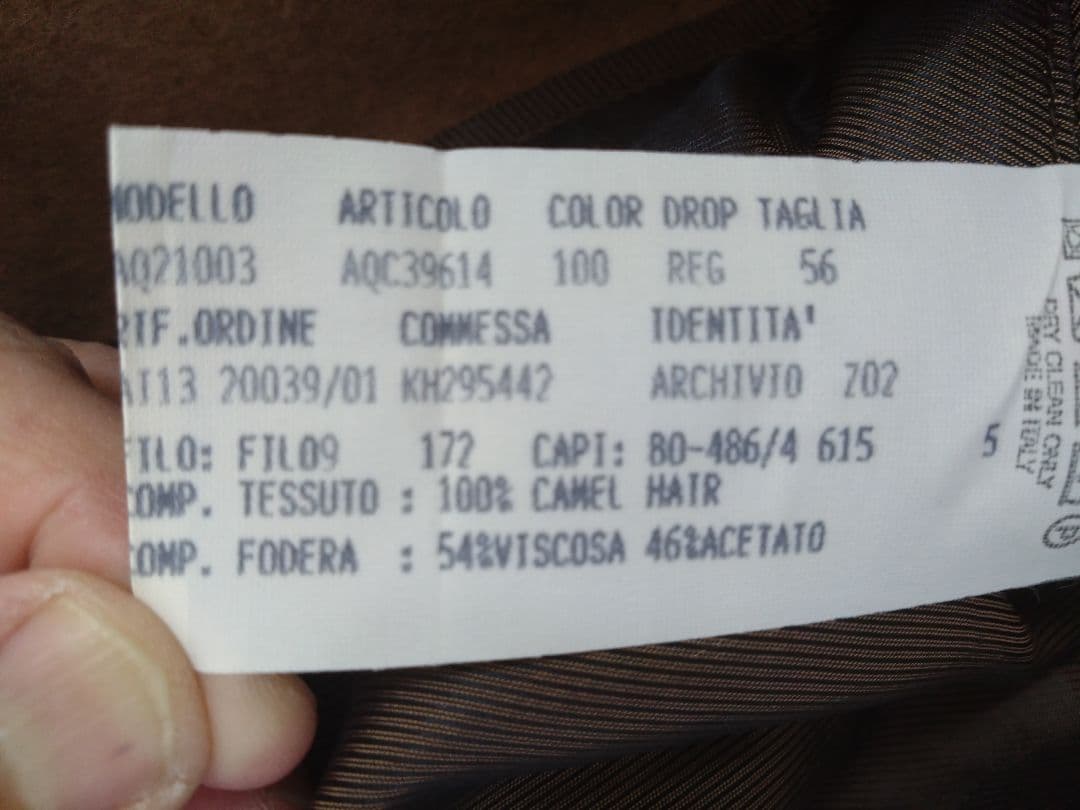 MODELLO ARTICOLO COLOR DROP TAGLIA
AQ21003 AQC39614 100 REG 56
RIF.ORDINE COMMESSA IDENTITA'
AI13 20039/01 KH295442 ARCHIVIO Z02
FILO: FIL09 172 CAPI: 80-486/4 615 5
COMP. TESSUTO : 100% CAMEL HAIR
COMP. FODERA : 54%VISCOSA 46%ACETATO
DRY CLEAN ONLY
MADE IN ITALY
P